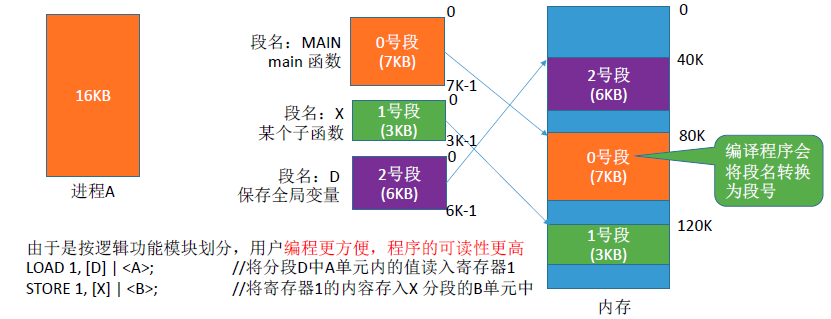 16KB
进程A
段名：MAIN
main 函数
0号段
(7KB)
0
7K-1
段名：X
某个子函数
1号段
(3KB)
0
3K-1
段名：D
保存全局变量
2号段
(6KB)
0
6K-1
0
40K
2号段
(6KB)
80K
0号段
(7KB)
编译程序会
将段名转换
为段号
120K
1号段
(3KB)
内存
由于是按逻辑功能模块划分，用户编程更方便，程序的可读性更高
LOAD 1, [D] | <A>; //将分段D中A单元内的值读入寄存器1
STORE 1, [X] | <B>; //将寄存器1的内容存入X 分段的B单元中